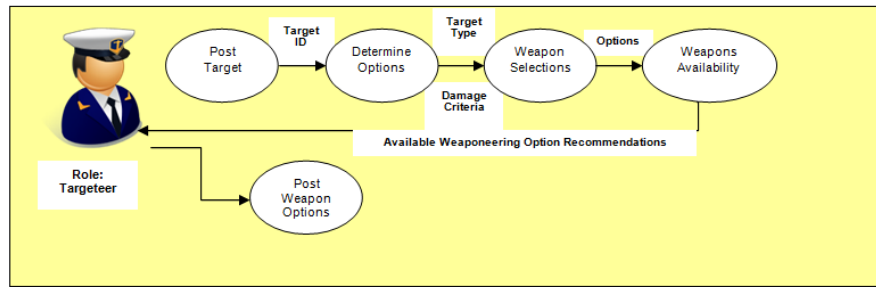 Post
Target
Target
ID
Determine
Options
Target
Type
Damage
Criteria
Weapon
Selections
Options
Weapons
Availability
Available Weaponeering Option Recommendations
Role:
Targeteer
Post
Weapon
Options